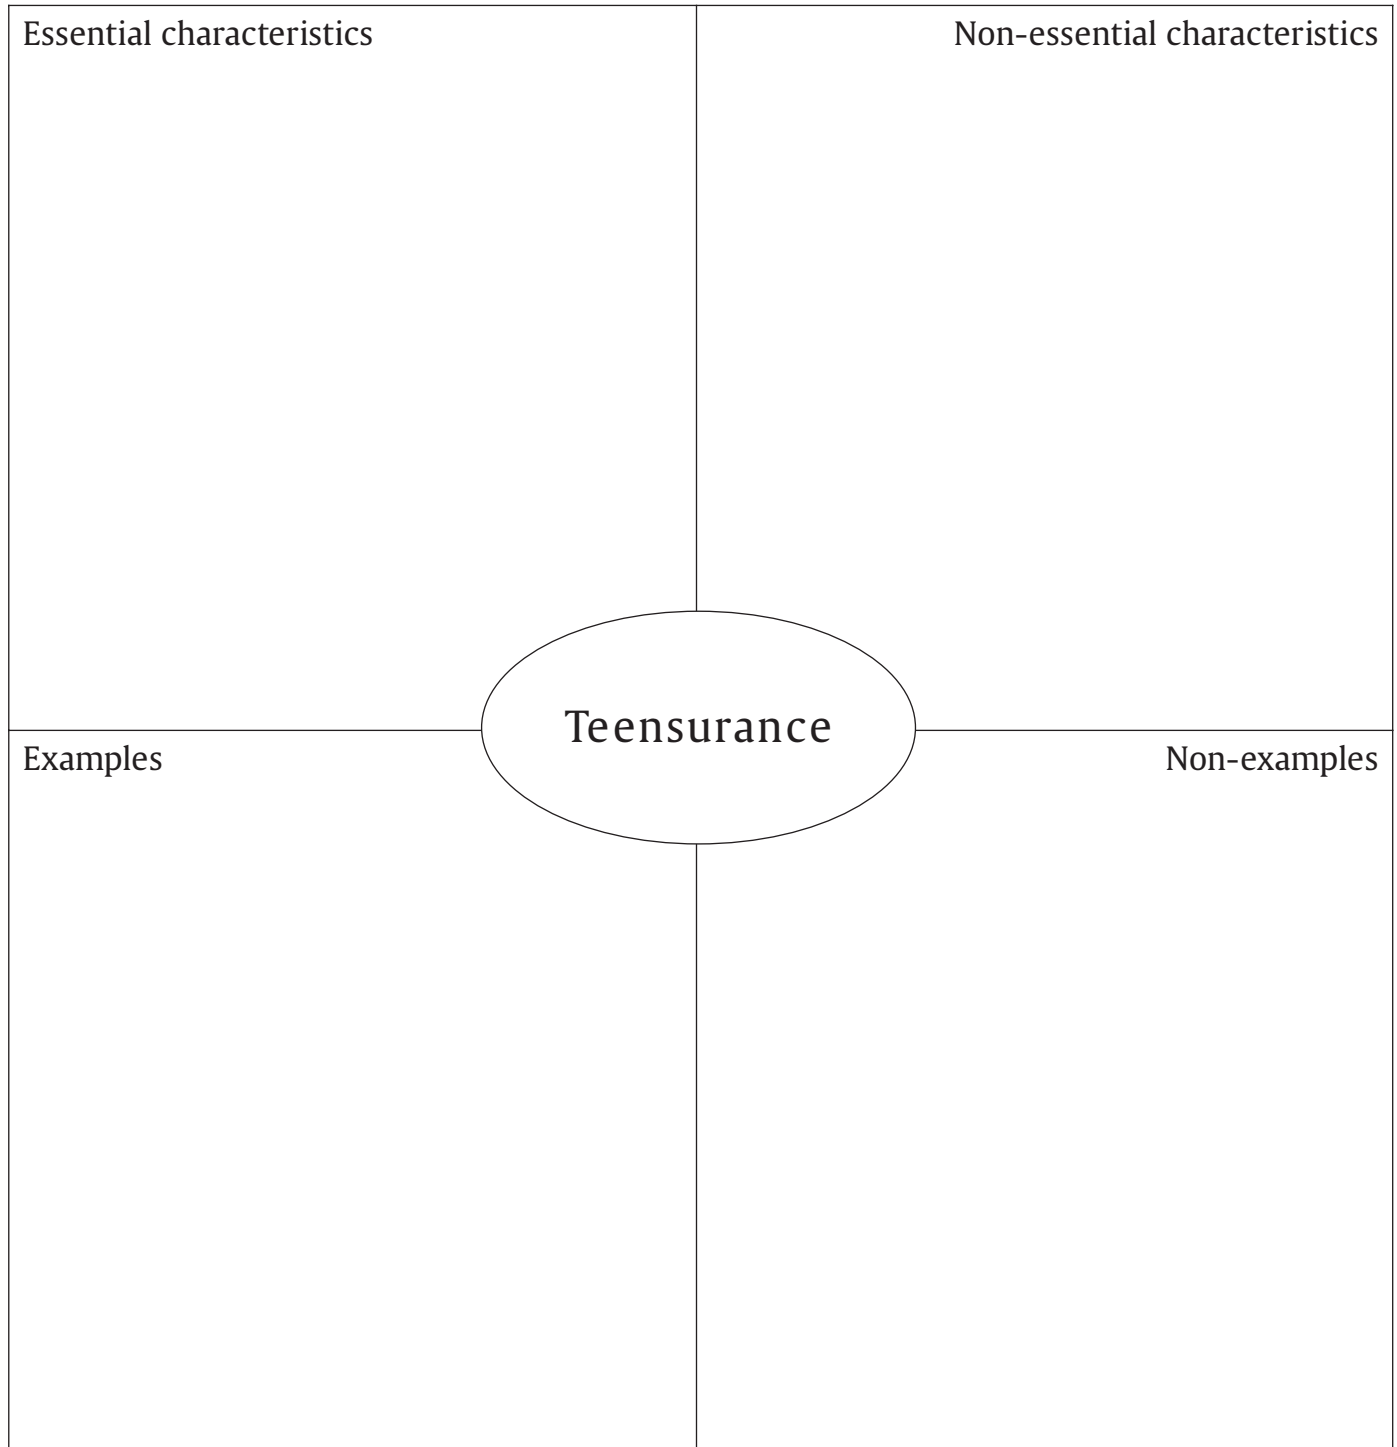 Essential characteristics
Non-essential characteristics
Teensurance
Examples
Non-examples